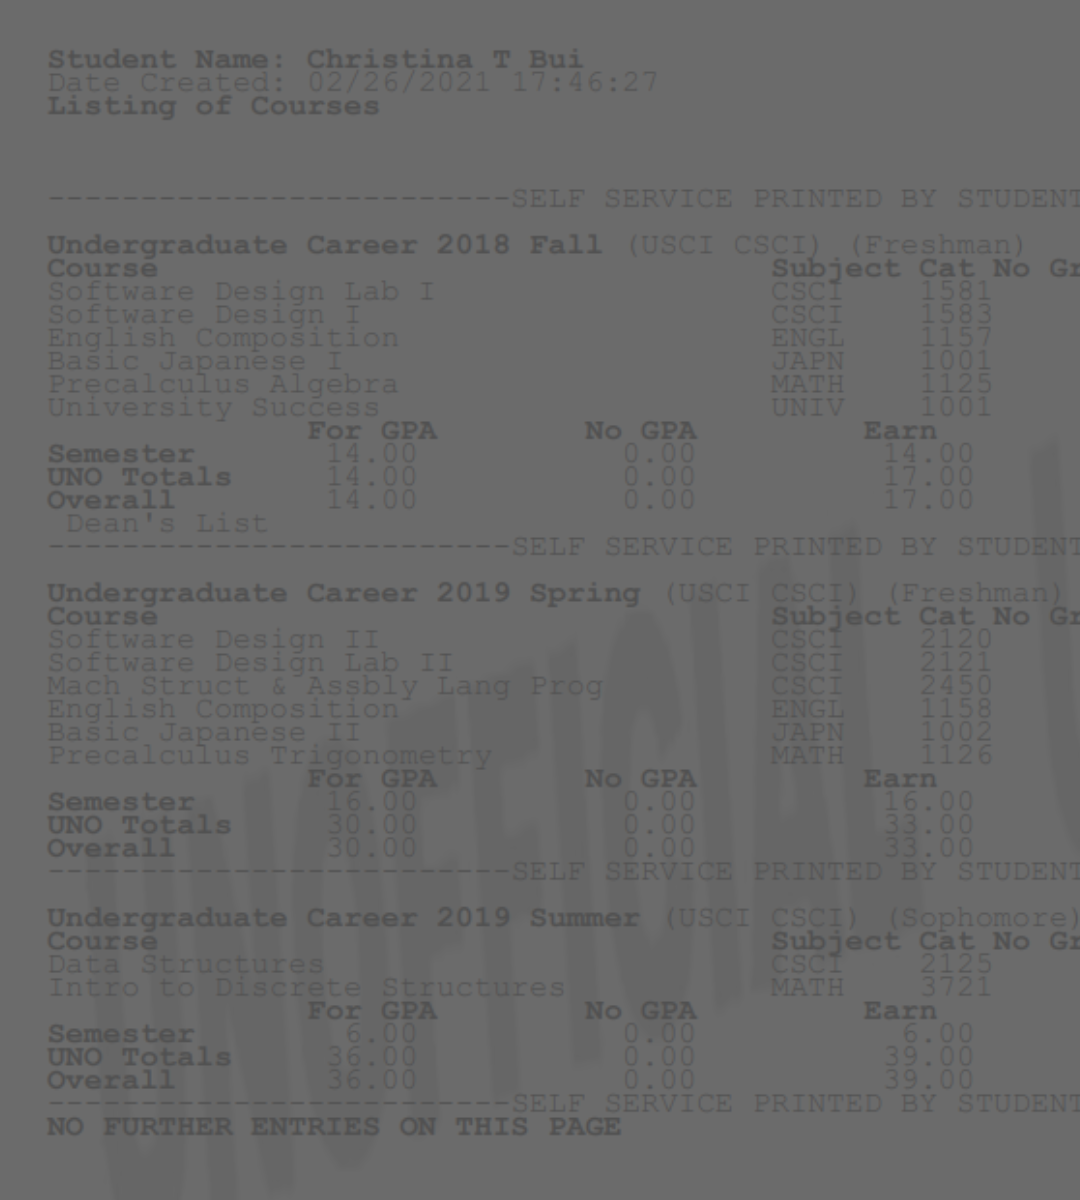 Student Name: Christina T Bui
Date Created: 02/26/2021 17:46:27
Listing of Courses
-------------------------SELF SERVICE PRINTED BY STUDENT
Undergraduate Career 2018 Fall (USCI CSCI) (Freshman)
Course Subject Cat No Gr
Software Design Lab I CSCI 1581
Software Design I CSCI 1583
English Composition ENGL 1157
Basic Japanese I JAPN 1001
Precalculus Algebra MATH 1125
University Success UNIV 1001
For GPA No GPA Earn
Semester 14.00 0.00 14.00
UNO Totals 14.00 0.00 17.00
Overall 14.00 0.00 17.00
Dean's List
-------------------------SELF SERVICE PRINTED BY STUDENT
Undergraduate Career 2019 Spring (USCI CSCI) (Freshman)
Course Subject Cat No Gr
Software Design II CSCI 2120
Software Design Lab II CSCI 2121
Mach Struct & Assbly Lang Prog CSCI 2450
English Composition ENGL 1158
Basic Japanese II JAPN 1002
Precalculus Trigonometry MATH 1126
For GPA No GPA Earn
Semester 16.00 0.00 16.00
UNO Totals 30.00 0.00 33.00
Overall 30.00 0.00 33.00
-------------------------SELF SERVICE PRINTED BY STUDENT
Undergraduate Career 2019 Summer (USCI CSCI) (Sophomore)
Course Subject Cat No Gr
Data Structures CSCI 2125
Intro to Discrete Structures MATH 3721
For GPA No GPA Earn
Semester 6.00 0.00 6.00
UNO Totals 36.00 0.00 39.00
Overall 36.00 0.00 39.00
-------------------------SELF SERVICE PRINTED BY STUDENT
NO FURTHER ENTRIES ON THIS PAGE
UNOFFICIAL